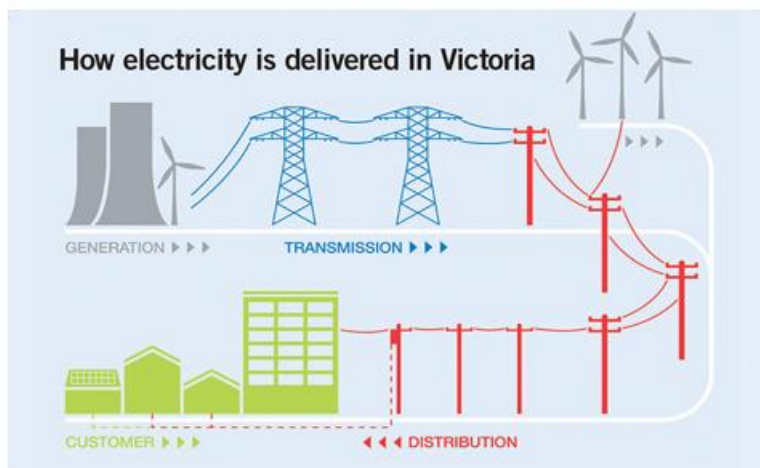 How electricity is delivered in Victoria
GENERATION
TRANSMISSION
CUSTOMER
DISTRIBUTION